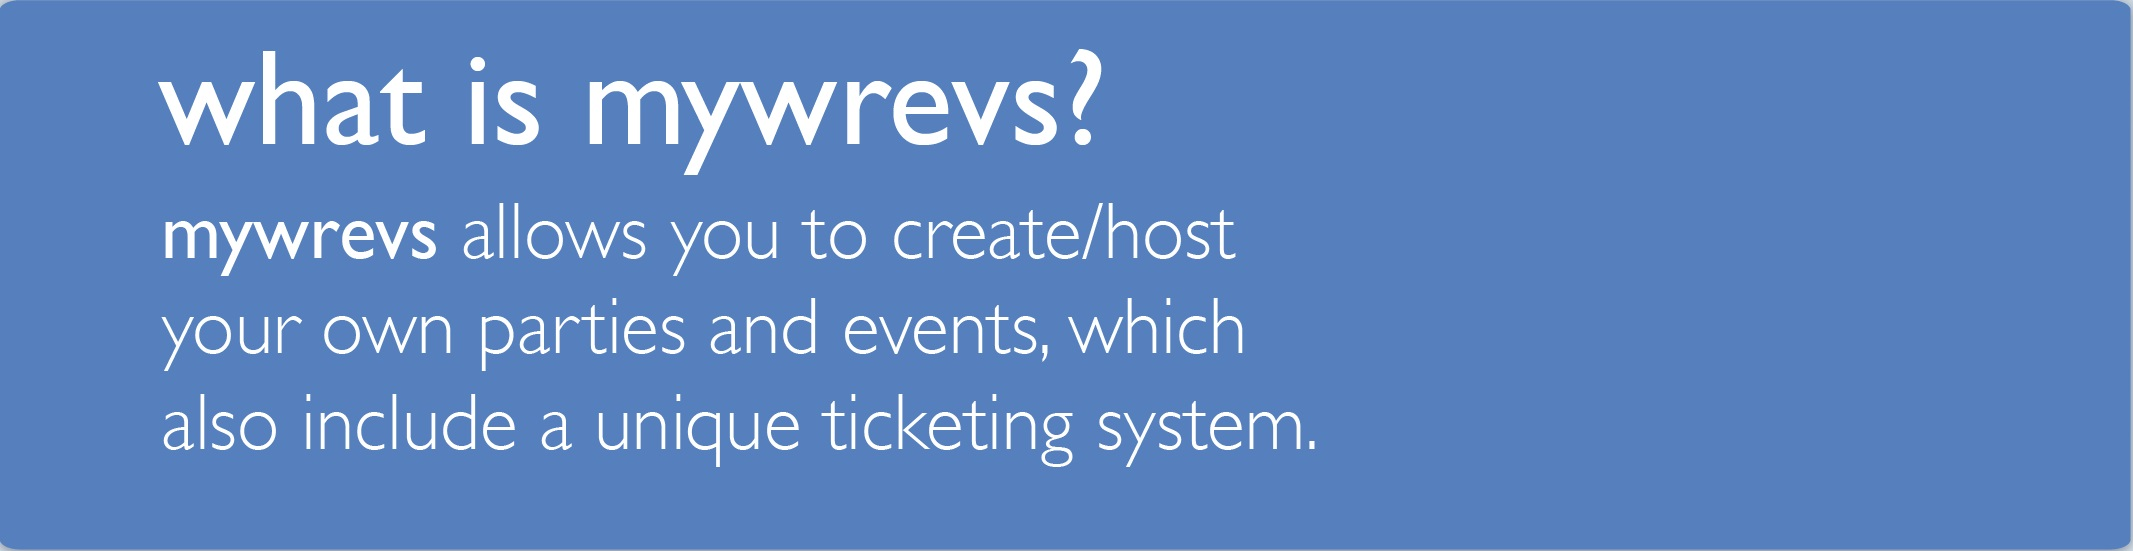 what is mywrevs?
mywrevs allows you to create/host
your own parties and events, which
also include a unique ticketing system.